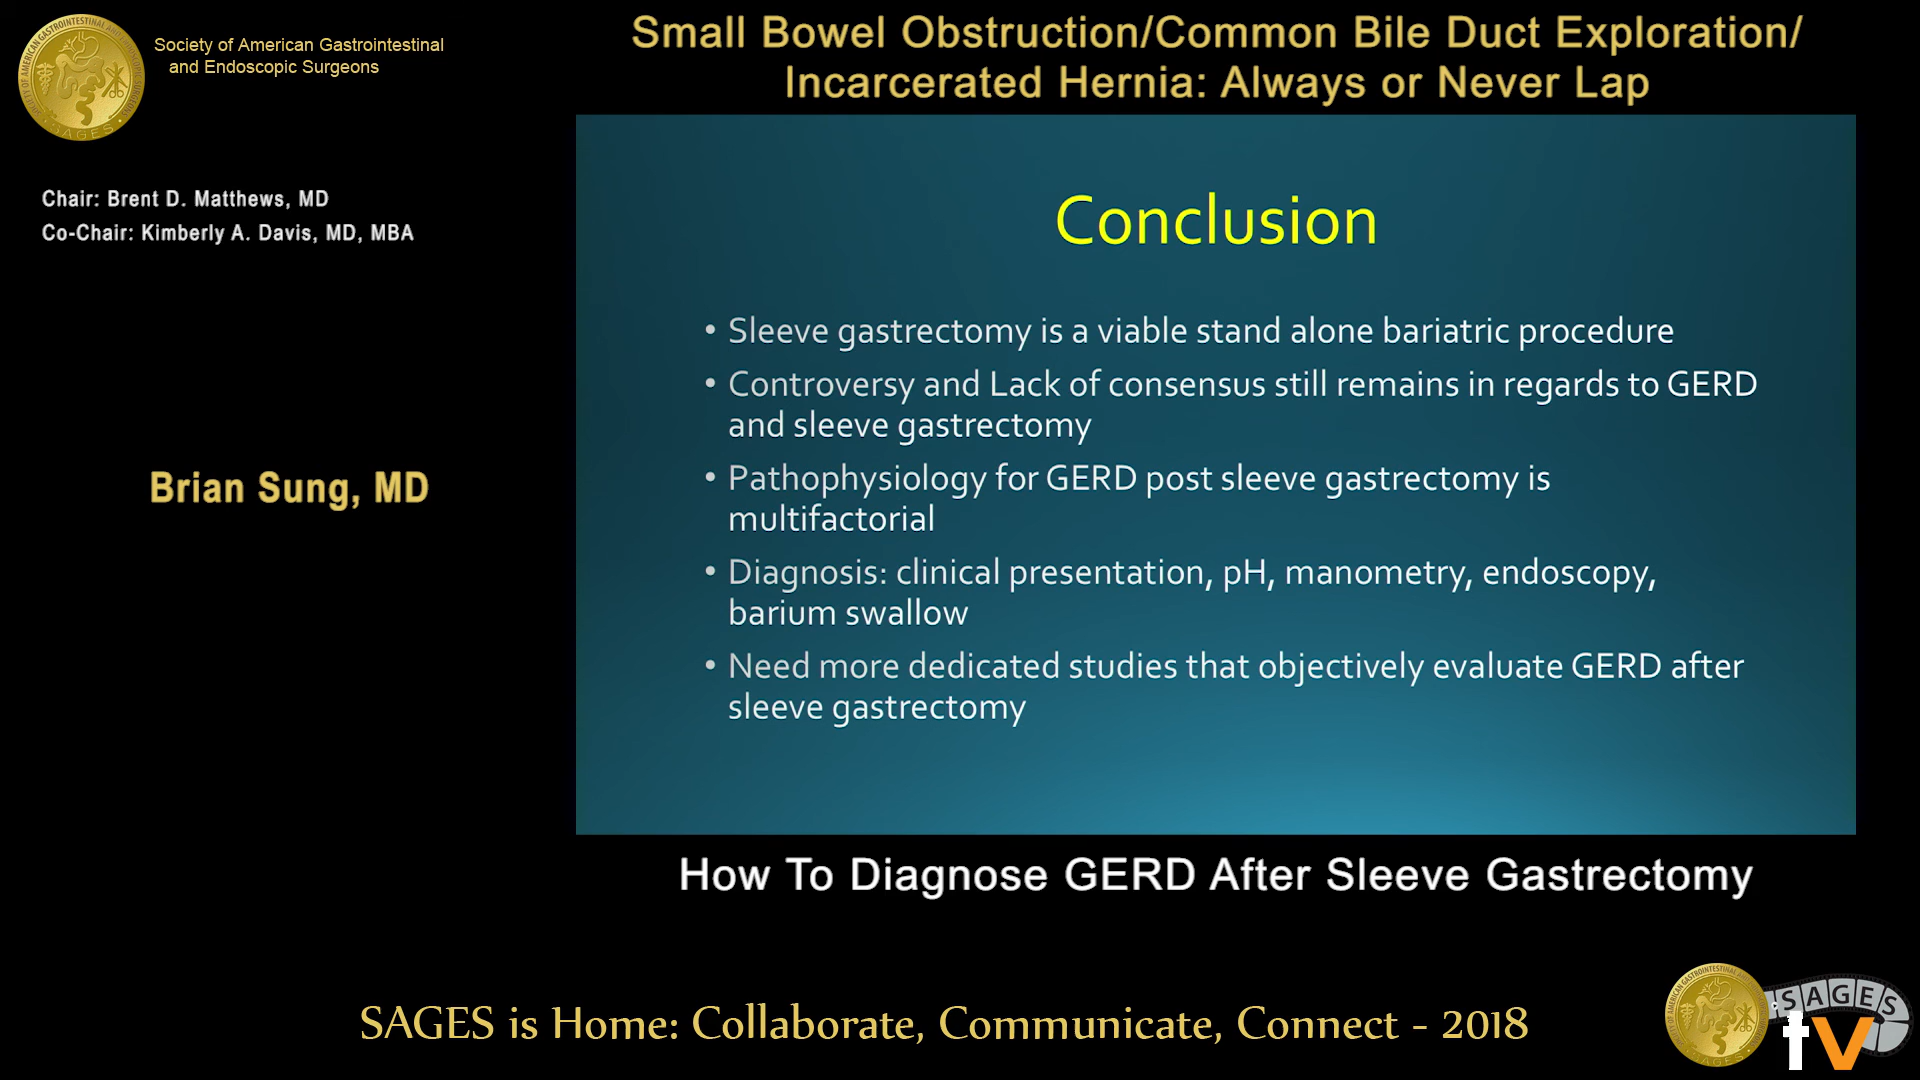 Society of American Gastrointestinal
and Endoscopic Surgeons
Small Bowel Obstruction/Common Bile Duct Exploration/
Incarcerated Hernia: Always or Never Lap
Chair: Brent D. Matthews, MD
Co-Chair: Kimberly A. Davis, MD, MBA
Brian Sung, MD
Conclusion
• Sleeve gastrectomy is a viable stand alone bariatric procedure
• Controversy and Lack of consensus still remains in regards to GERD
and sleeve gastrectomy
• Pathophysiology for GERD post sleeve gastrectomy is
multifactorial
• Diagnosis: clinical presentation, pH, manometry, endoscopy,
barium swallow
• Need more dedicated studies that objectively evaluate GERD after
sleeve gastrectomy
How To Diagnose GERD After Sleeve Gastrectomy
SAGES is Home: Collaborate, Communicate, Connect - 2018
SAGES
tv